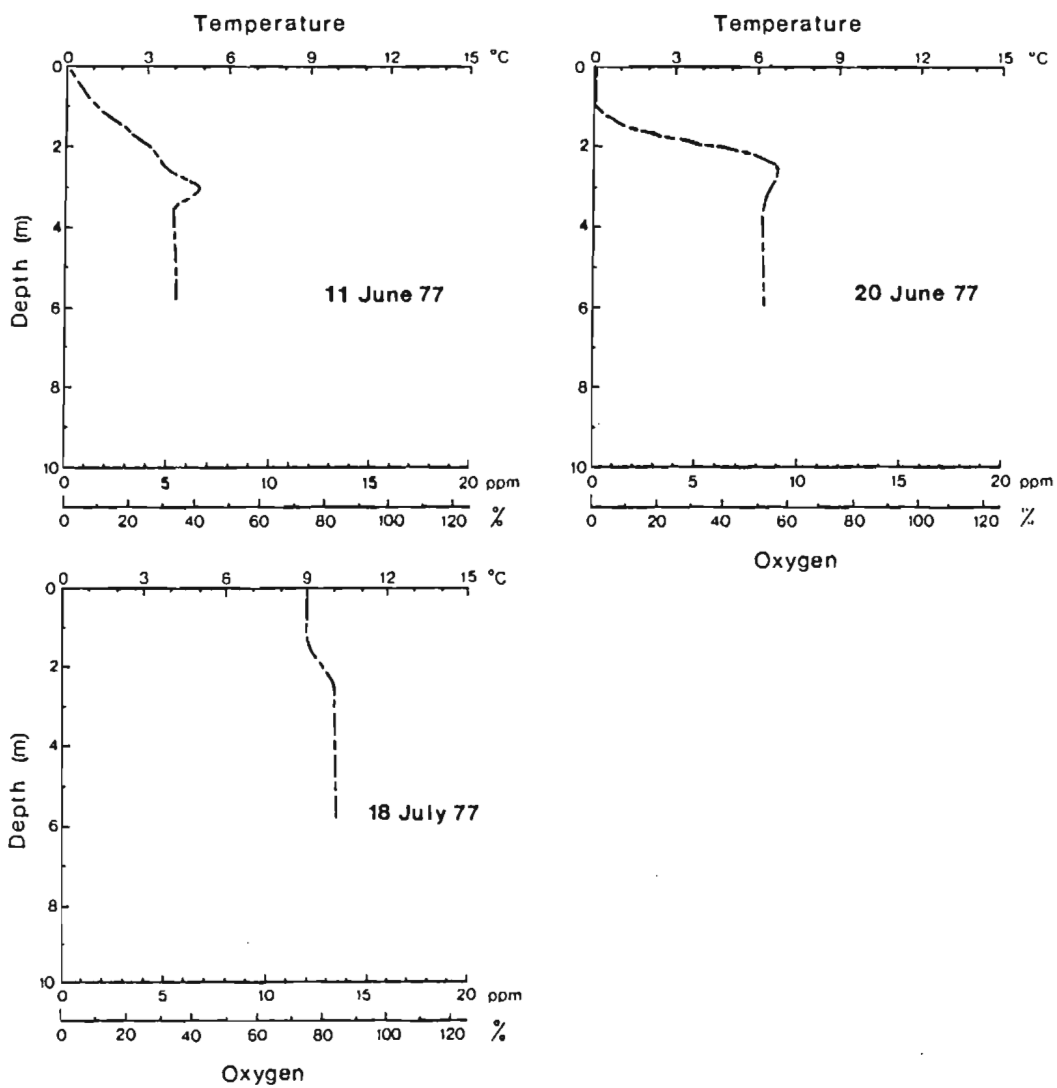 Temperature
0 3 6 9 12 15 °C
0
2
4
6
8
10
Depth (m)
11 June 77
0 5 10 15 20 ppm
0 20 40 60 80 100 120 %
Temperature
0 3 6 9 12 15 °C
0
2
4
6
8
10
20 June 77
0 5 10 15 20 ppm
0 20 40 60 80 100 120 %
Oxygen
0 3 6 9 12 15 °C
0
2
4
6
8
10
Depth (m)
18 July 77
0 5 10 15 20 ppm
0 20 40 60 80 100 120 %
Oxygen